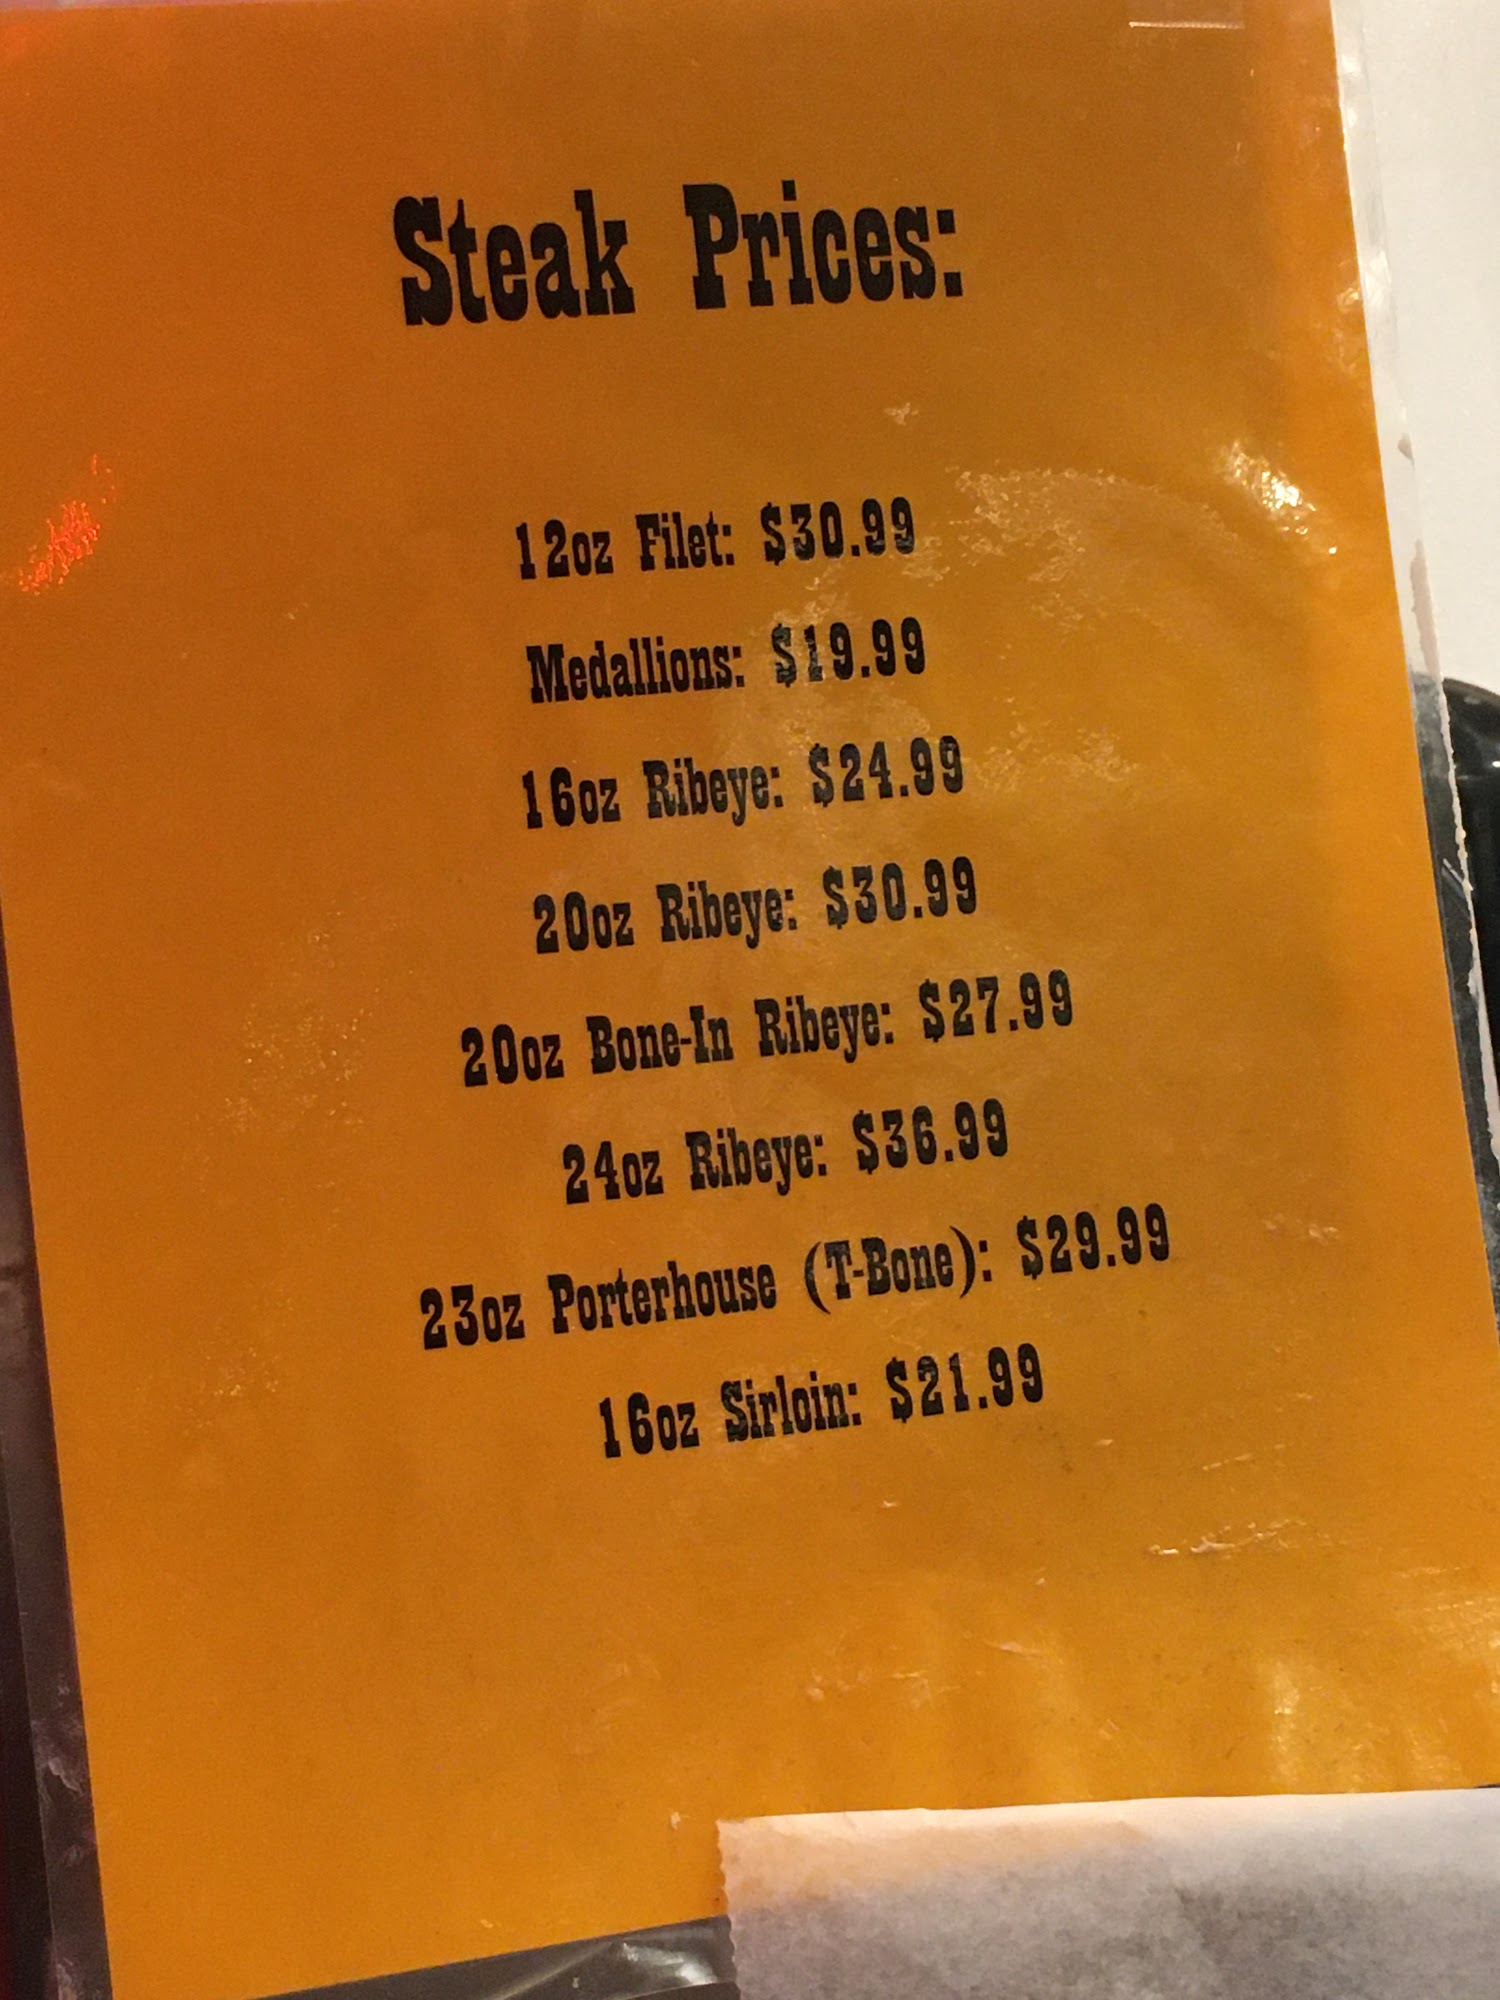 Steak Prices:
12oz Filet: $30.99
Medallions: $19.99
16oz Ribeye: $24.99
20oz Ribeye: $30.99
20oz Bone-In Ribeye: $27.99
24oz Ribeye: $36.99
23oz Porterhouse (T-Bone): $29.99
16oz Sirloin: $21.99